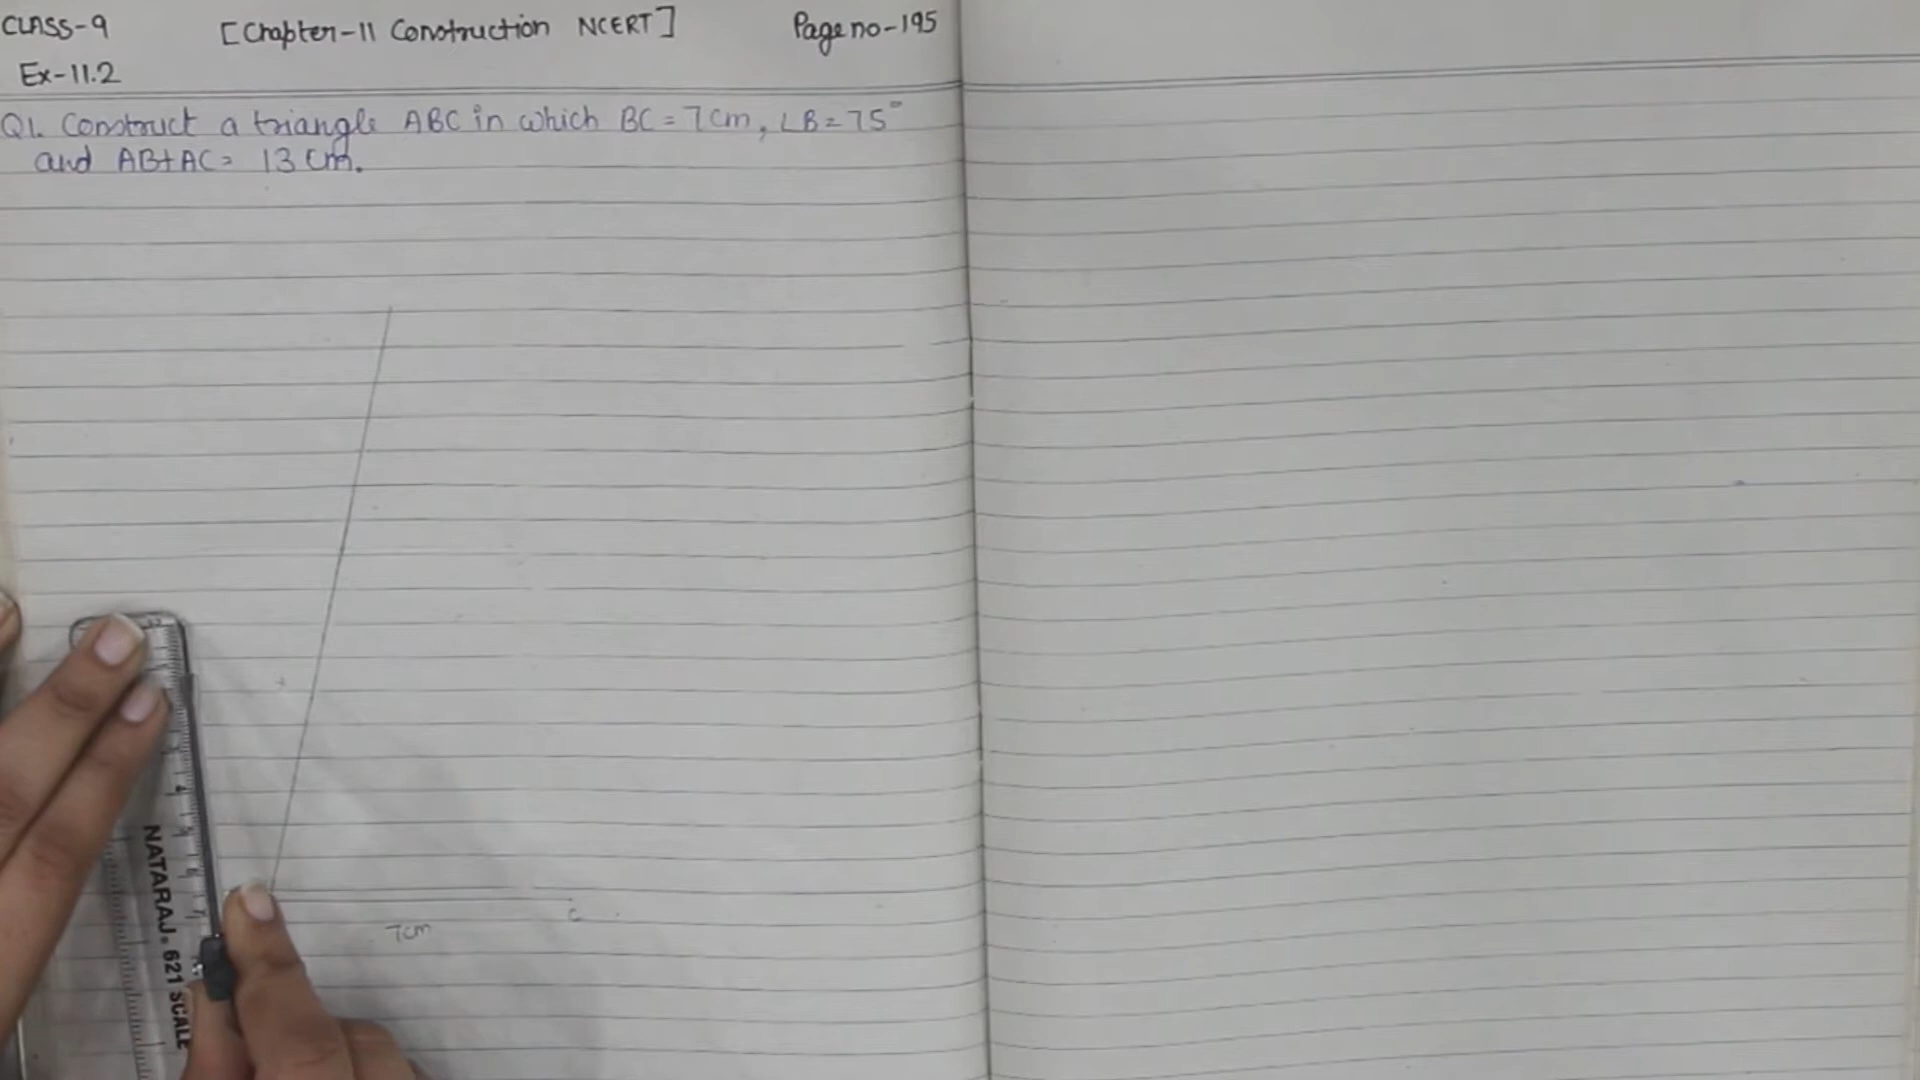 CLASS-9 [Chapter-11 Construction NCERT] Page no-195
Ex-11.2
Q1. Construct a triangle ABC in which BC = 7cm, ∠B = 75°
and AB+AC = 13 cm.
C
7cm
NATARAJ 621 SCALE